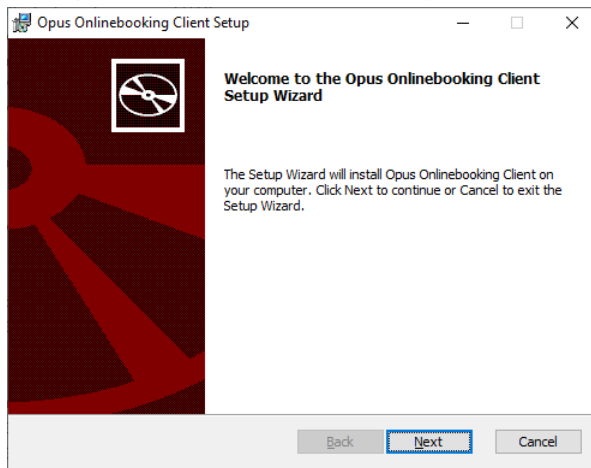 Opus Onlinebooking Client Setup
Welcome to the Opus Onlinebooking Client
Setup Wizard
The Setup Wizard will install Opus Onlinebooking Client on
your computer. Click Next to continue or Cancel to exit the
Setup Wizard.
Back Next Cancel